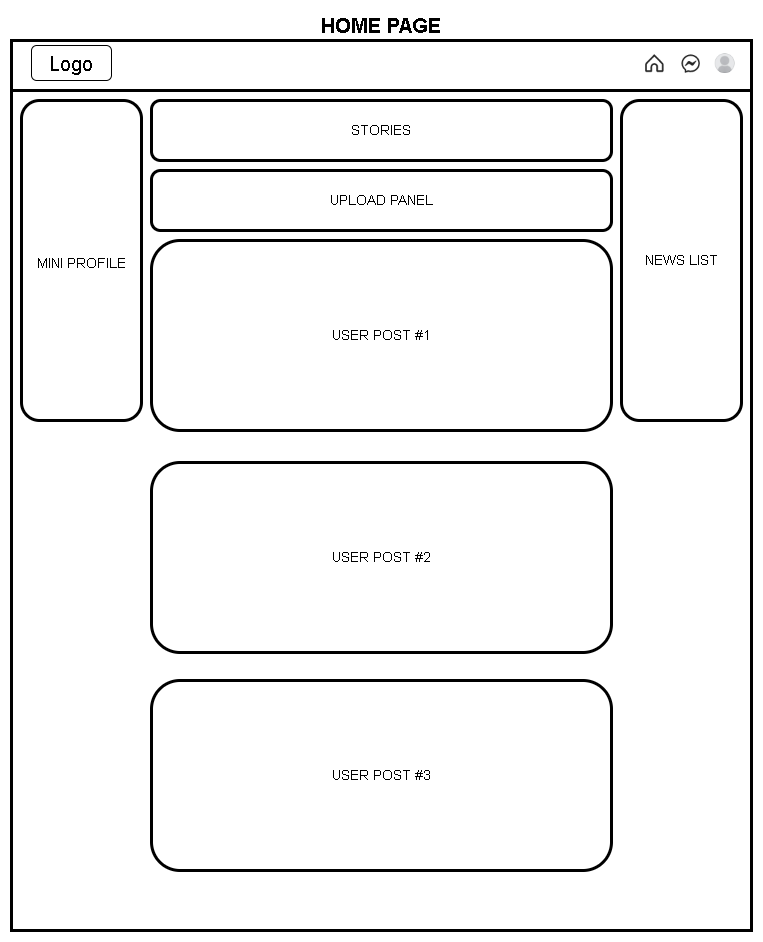 HOME PAGE
Logo
STORIES
UPLOAD PANEL
MINI PROFILE
NEWS LIST
USER POST #1
USER POST #2
USER POST #3